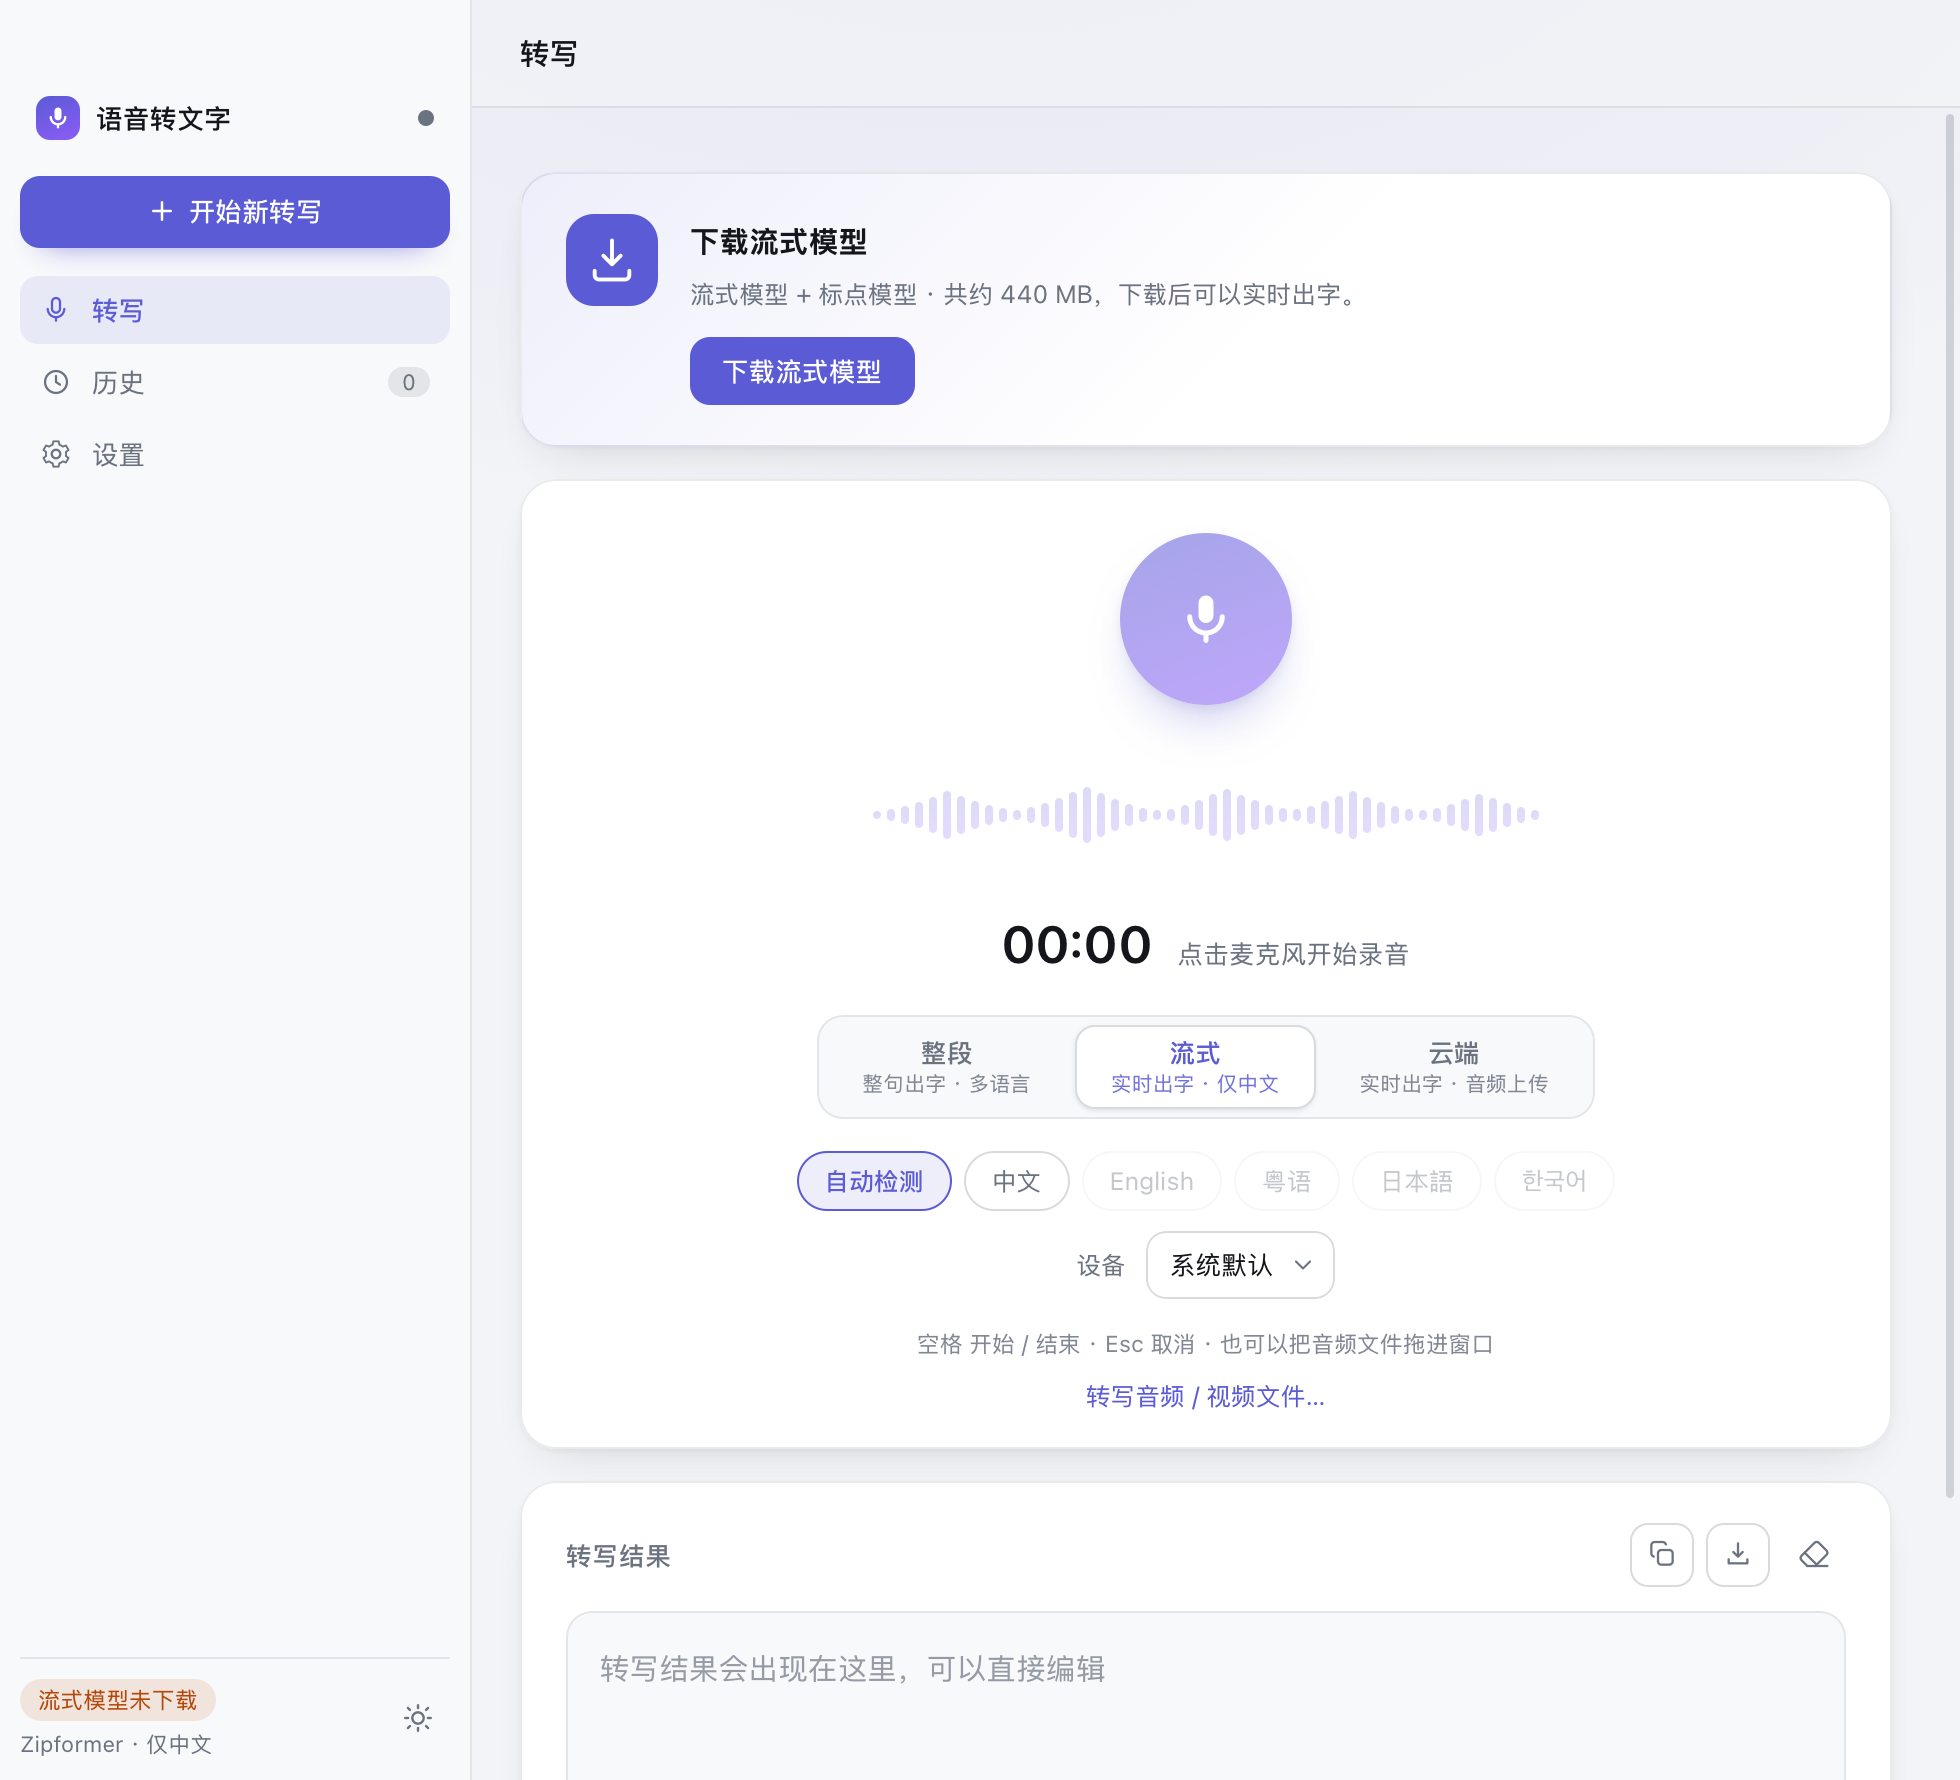 语音转文字
开始新转写
转写
历史 0
设置
流式模型未下载
Zipformer · 仅中文
转写
下载流式模型
流式模型 + 标点模型 · 共约 440 MB，下载后可以实时出字。
下载流式模型
00:00 点击麦克风开始录音
整段 流式 云端
整句出字 · 多语言 实时出字 · 仅中文 实时出字 · 音频上传
自动检测 中文 English 粤语 日本語 한국어
设备 系统默认
空格 开始 / 结束 · Esc 取消 · 也可以把音频文件拖进窗口
转写音频 / 视频文件...
转写结果
转写结果会出现在这里，可以直接编辑